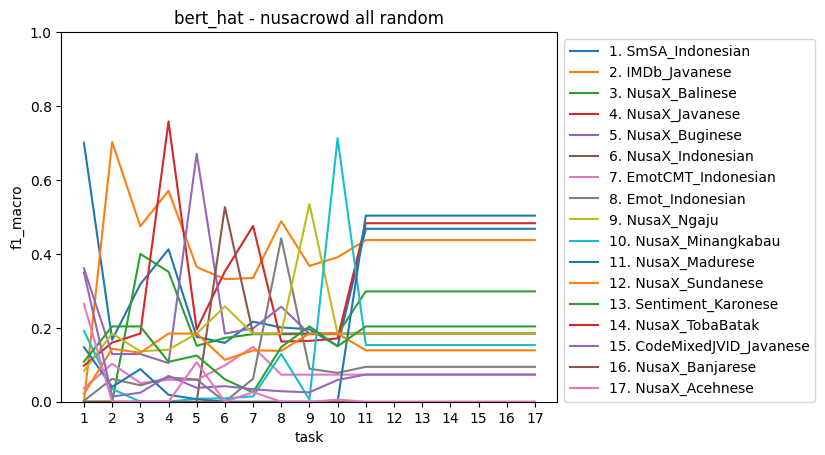 bert_hat - nusacrowd all random
1.0
0.8
0.6
0.4
0.2
0.0
f1_macro
1 2 3 4 5 6 7 8 9 10 11 12 13 14 15 16 17
task
1. SmSA_Indonesian
2. IMDb_Javanese
3. NusaX_Balinese
4. NusaX_Javanese
5. NusaX_Buginese
6. NusaX_Indonesian
7. EmotCMT_Indonesian
8. Emot_Indonesian
9. NusaX_Ngaju
10. NusaX_Minangkabau
11. NusaX_Madurese
12. NusaX_Sundanese
13. Sentiment_Karonese
14. NusaX_TobaBatak
15. CodeMixedJVID_Javanese
16. NusaX_Banjarese
17. NusaX_Acehnese